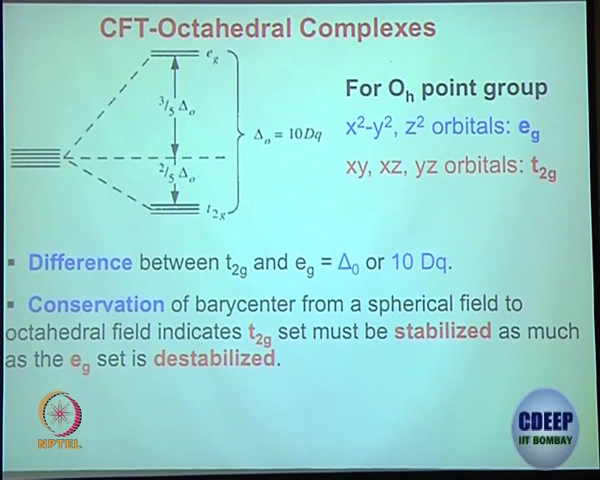 CFT-Octahedral Complexes
e_g
3/5 Δ_o
Δ_o = 10Dq
2/5 Δ_o
t_2g
For O_h point group
x²-y², z² orbitals: e_g
xy, xz, yz orbitals: t_2g
▪ Difference between t_2g and e_g = Δ_0 or 10 Dq.
▪ Conservation of barycenter from a spherical field to
octahedral field indicates t_2g set must be stabilized as much
as the e_g set is destabilized.
NPTEL
CDEEP
IIT BOMBAY